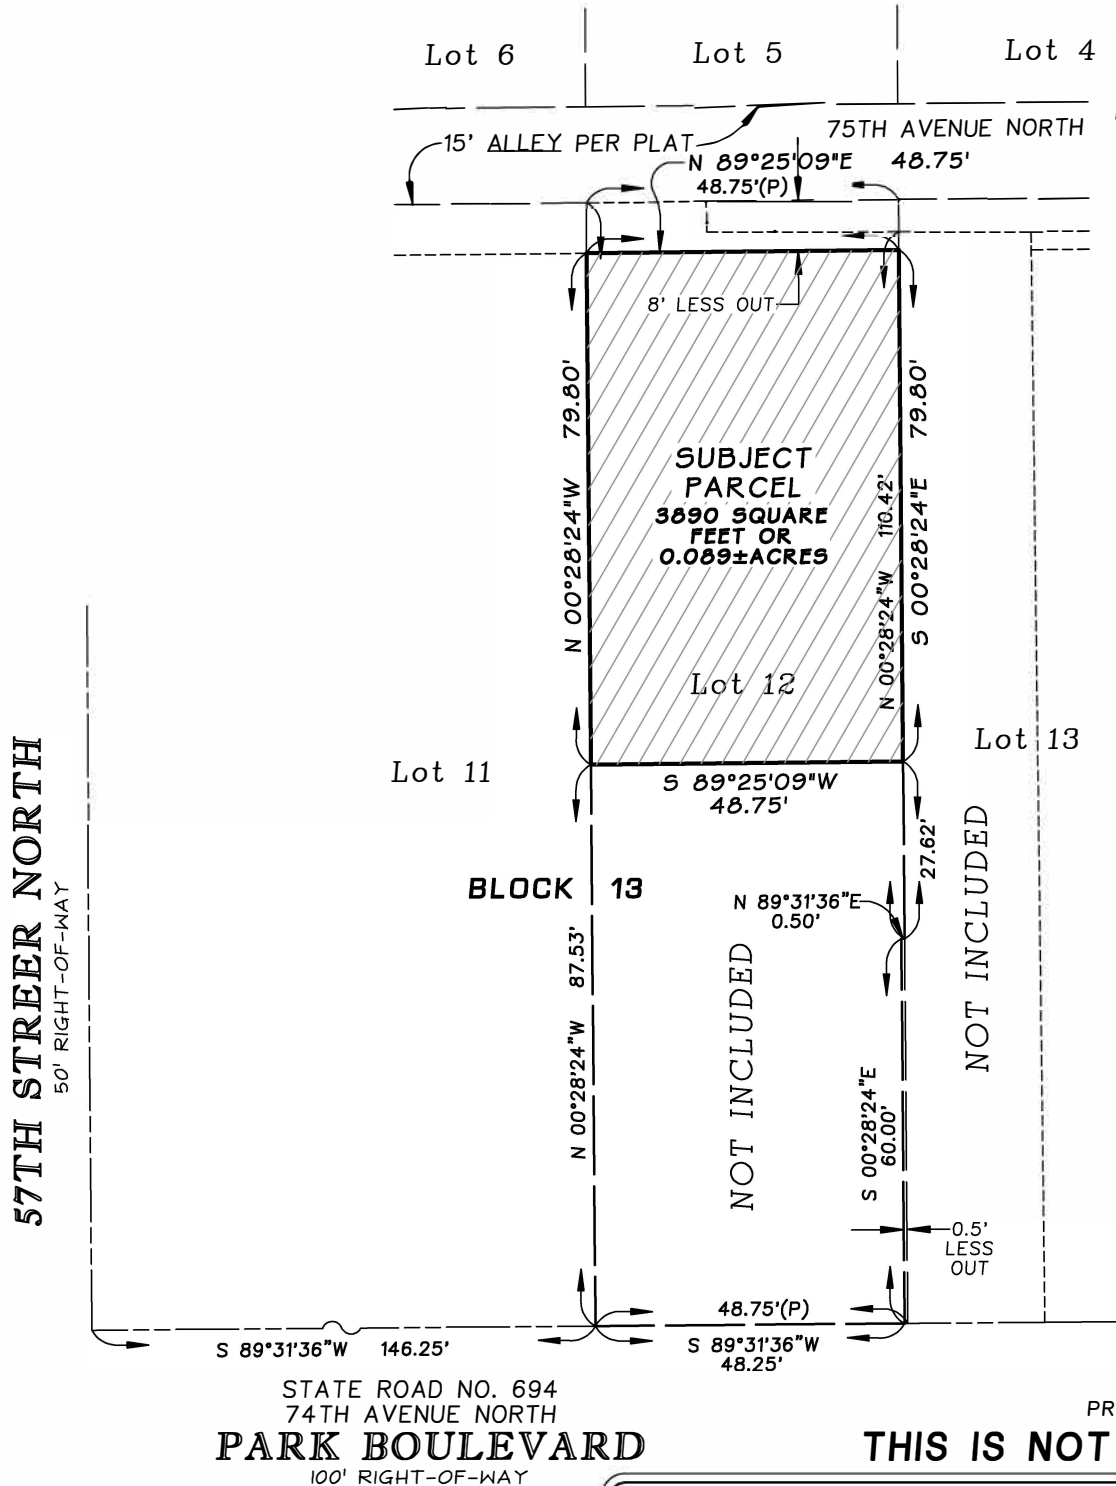 Lot 6
Lot 5
Lot 4
15' ALLEY PER PLAT
75TH AVENUE NORTH
N 89°25'09"E 48.75'
48.75'(P)
8' LESS OUT
N 00°28'24"W 79.80'
S 00°28'24"E 79.80'
N 00°28'24"W 110.42'
SUBJECT
PARCEL
3890 SQUARE
FEET OR
0.089±ACRES
Lot 12
Lot 11
Lot 13
S 89°25'09"W
48.75'
27.62'
BLOCK 13
N 89°31'36"E
0.50'
N 00°28'24"W 87.53'
NOT INCLUDED
NOT INCLUDED
S 00°28'24"E
60.00'
0.5'
LESS
OUT
57TH STREER NORTH
50' RIGHT-OF-WAY
48.75'(P)
S 89°31'36"W 146.25'
S 89°31'36"W
48.25'
STATE ROAD NO. 694
74TH AVENUE NORTH
PARK BOULEVARD
100' RIGHT-OF-WAY
PR
THIS IS NOT